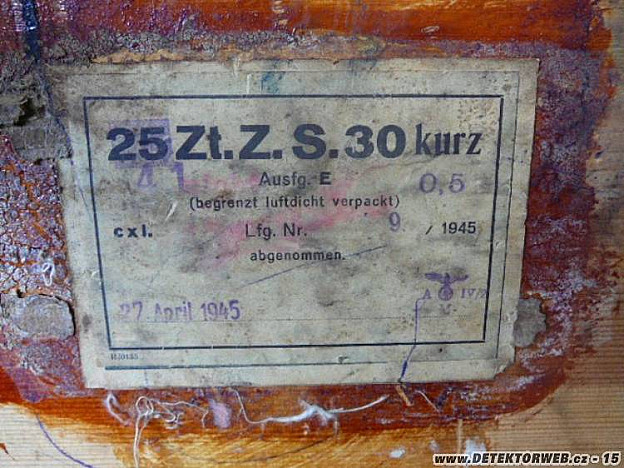 25 Zt.Z.S.30 kurz
41 Ausfg. E 0,5
(begrenzt luftdicht verpackt)
cxl. Lfg. Nr. 9 / 1945
abgenommen.
27 April 1945
A IV/
www.DETEKTORWEB.cz - 15